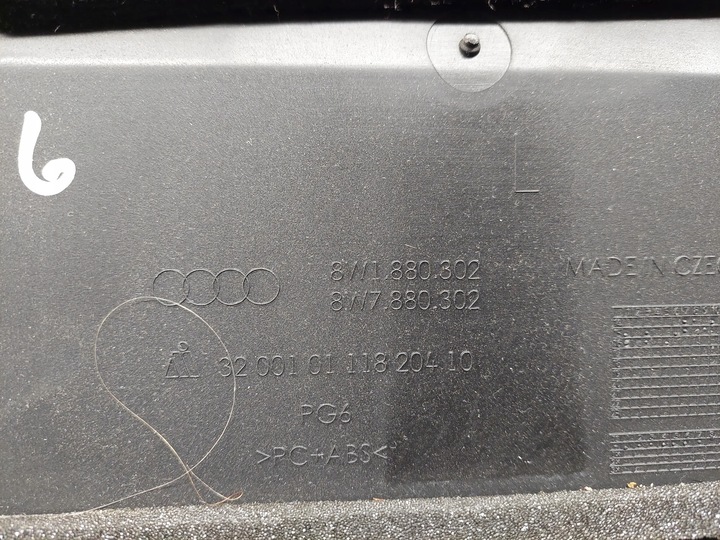 6
L
8W1.880.302
8W7.880.302
MADE IN CZE
32 001 01 118 204 10
PG6
>PC+ABS<